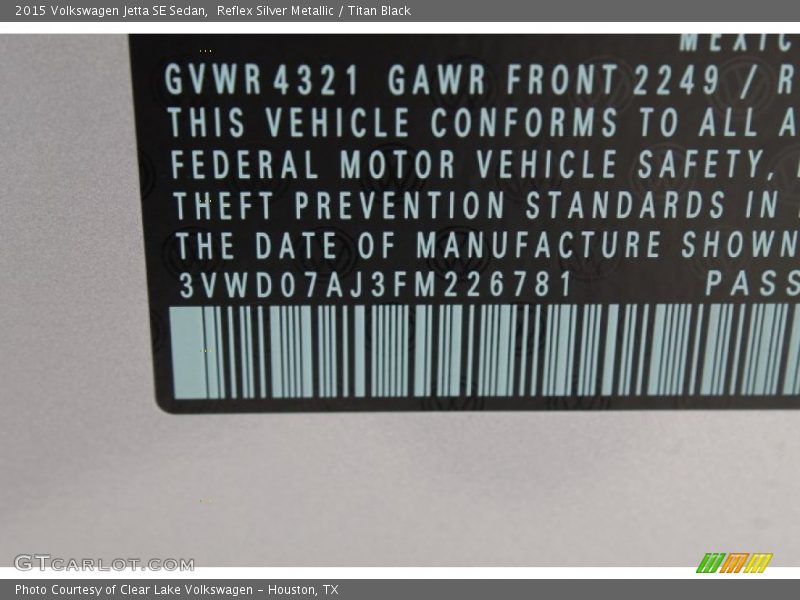 2015 Volkswagen Jetta SE Sedan,  Reflex Silver Metallic / Titan Black
GVWR 4321 GAWR FRONT 2249 / R
THIS VEHICLE CONFORMS TO ALL A
FEDERAL MOTOR VEHICLE SAFETY,
THEFT PREVENTION STANDARDS IN
THE DATE OF MANUFACTURE SHOWN
3VWD07AJ3FM226781 PASS
GTCARLOT.COM
Photo Courtesy of Clear Lake Volkswagen – Houston, TX